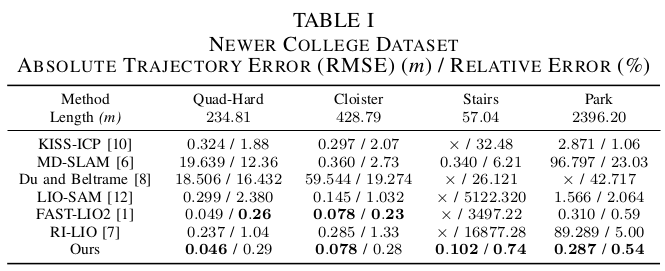 TABLE I
NEWER COLLEGE DATASET
ABSOLUTE TRAJECTORY ERROR (RMSE) (m) / RELATIVE ERROR (%)
Method Quad-Hard Cloister Stairs Park
Length (m) 234.81 428.79 57.04 2396.20
KISS-ICP [10] 0.324 / 1.88 0.297 / 2.07 × / 32.48 2.871 / 1.06
MD-SLAM [6] 19.639 / 12.36 0.360 / 2.73 0.340 / 6.21 96.797 / 23.03
Du and Beltrame [8] 18.506 / 16.432 59.544 / 19.274 × / 26.121 × / 42.717
LIO-SAM [12] 0.299 / 2.380 0.145 / 1.032 × / 5122.320 1.566 / 2.064
FAST-LIO2 [1] 0.049 / 0.26 0.078 / 0.23 × / 3497.22 0.310 / 0.59
RI-LIO [7] 0.237 / 1.04 0.285 / 1.33 × / 16877.28 89.289 / 5.00
Ours 0.046 / 0.29 0.078 / 0.28 0.102 / 0.74 0.287 / 0.54